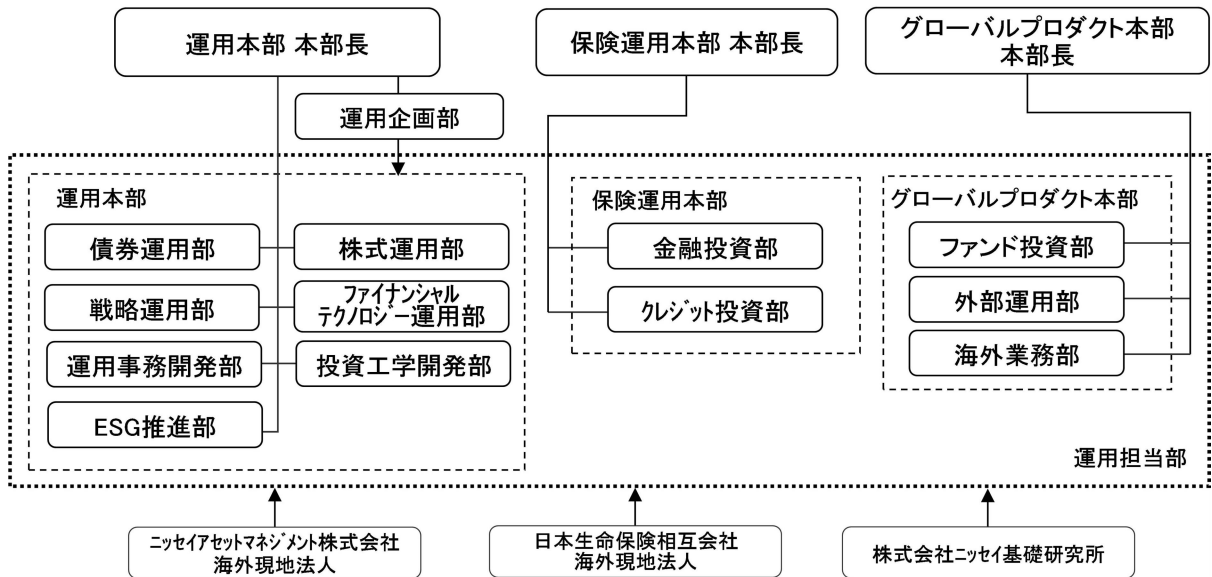 運用本部 本部長
保険運用本部 本部長
グローバルプロダクト本部
本部長
運用企画部
運用本部
債券運用部
株式運用部
戦略運用部
ファイナンシャル
テクノロジー運用部
運用事務開発部
投資工学開発部
ESG推進部
保険運用本部
金融投資部
クレジット投資部
グローバルプロダクト本部
ファンド投資部
外部運用部
海外業務部
運用担当部
ニッセイアセットマネジメント株式会社
海外現地法人
日本生命保険相互会社
海外現地法人
株式会社ニッセイ基礎研究所